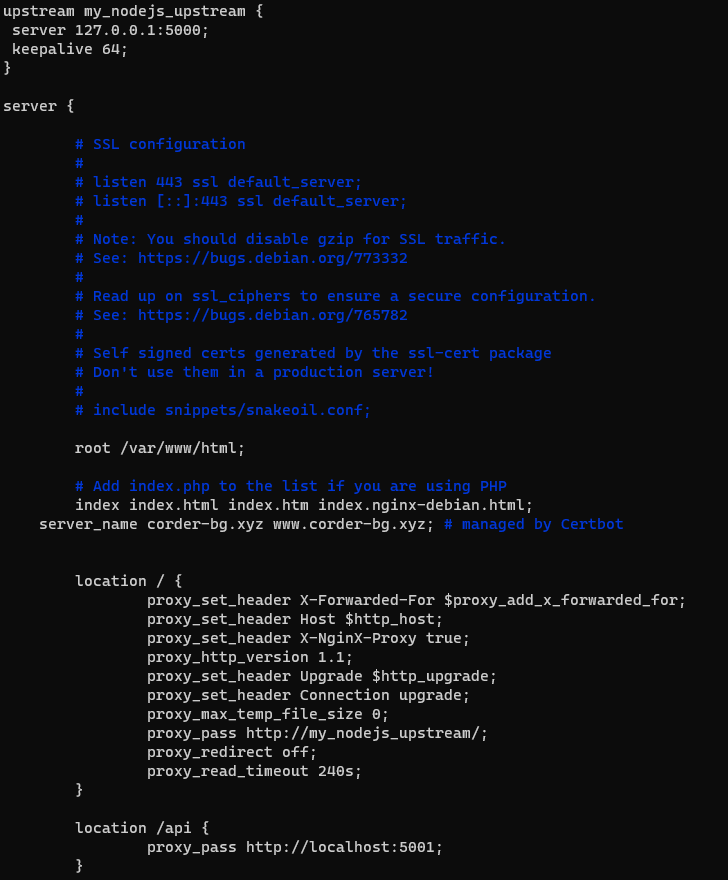 upstream my_nodejs_upstream {
 server 127.0.0.1:5000;
 keepalive 64;
}

server {

        # SSL configuration
        #
        # listen 443 ssl default_server;
        # listen [::]:443 ssl default_server;
        #
        # Note: You should disable gzip for SSL traffic.
        # See: https://bugs.debian.org/773332
        #
        # Read up on ssl_ciphers to ensure a secure configuration.
        # See: https://bugs.debian.org/765782
        #
        # Self signed certs generated by the ssl-cert package
        # Don't use them in a production server!
        #
        # include snippets/snakeoil.conf;

        root /var/www/html;

        # Add index.php to the list if you are using PHP
        index index.html index.htm index.nginx-debian.html;
    server_name corder-bg.xyz www.corder-bg.xyz; # managed by Certbot


        location / {
                proxy_set_header X-Forwarded-For $proxy_add_x_forwarded_for;
                proxy_set_header Host $http_host;
                proxy_set_header X-NginX-Proxy true;
                proxy_http_version 1.1;
                proxy_set_header Upgrade $http_upgrade;
                proxy_set_header Connection upgrade;
                proxy_max_temp_file_size 0;
                proxy_pass http://my_nodejs_upstream/;
                proxy_redirect off;
                proxy_read_timeout 240s;
        }

        location /api {
                proxy_pass http://localhost:5001;
        }